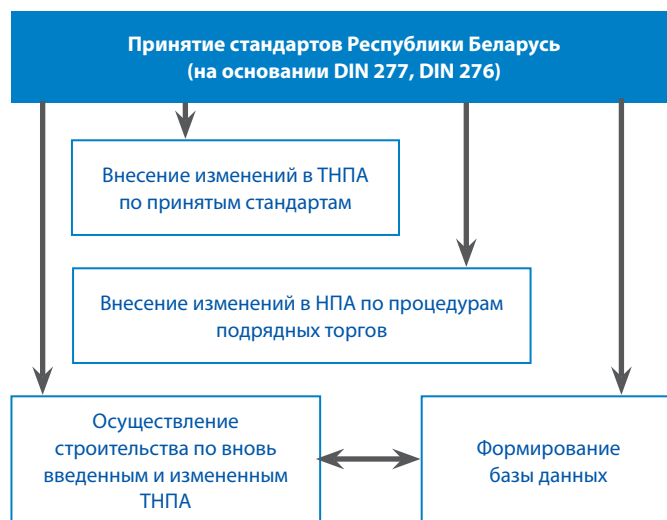 Принятие стандартов Республики Беларусь
(на основании DIN 277, DIN 276)
Внесение изменений в ТНПА
по принятым стандартам
Внесение изменений в НПА по процедурам
подрядных торгов
Осуществление
строительства по вновь
введенным и измененным
ТНПА
Формирование
базы данных